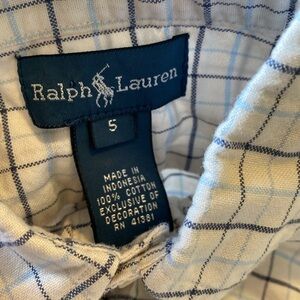 Ralph Lauren
5
MADE IN
INDONESIA
100% COTTON
EXCLUSIVE OF
DECORATION
RN 41381